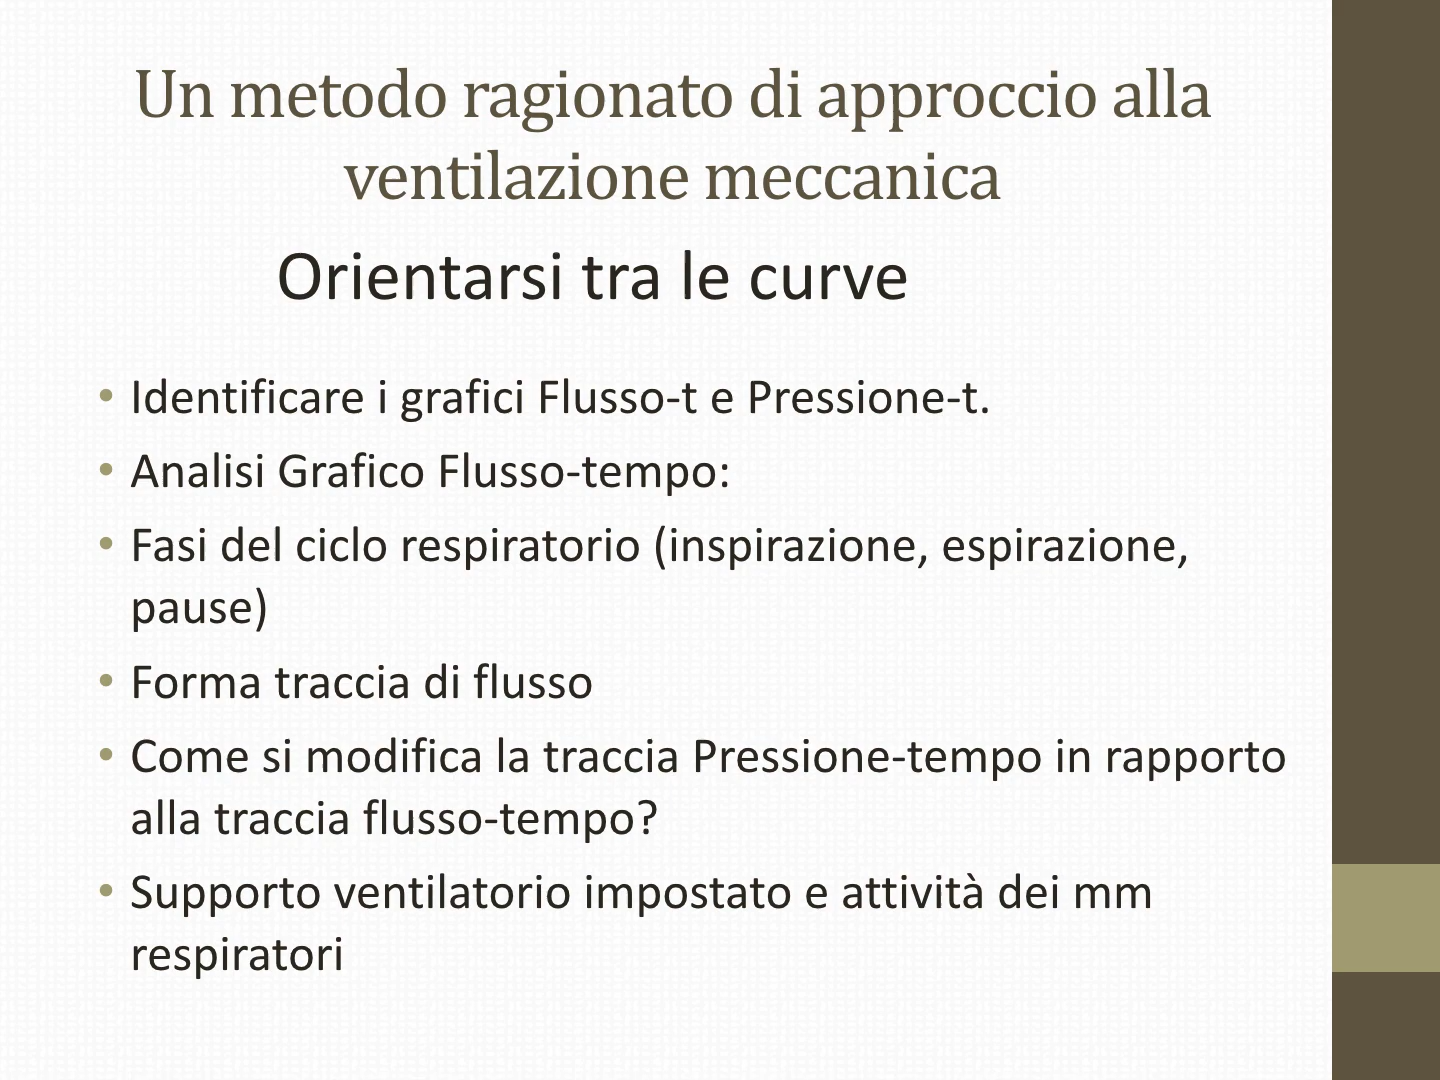 Un metodo ragionato di approccio alla
ventilazione meccanica
Orientarsi tra le curve
• Identificare i grafici Flusso-t e Pressione-t.
• Analisi Grafico Flusso-tempo:
• Fasi del ciclo respiratorio (inspirazione, espirazione,
pause)
• Forma traccia di flusso
• Come si modifica la traccia Pressione-tempo in rapporto
alla traccia flusso-tempo?
• Supporto ventilatorio impostato e attività dei mm
respiratori